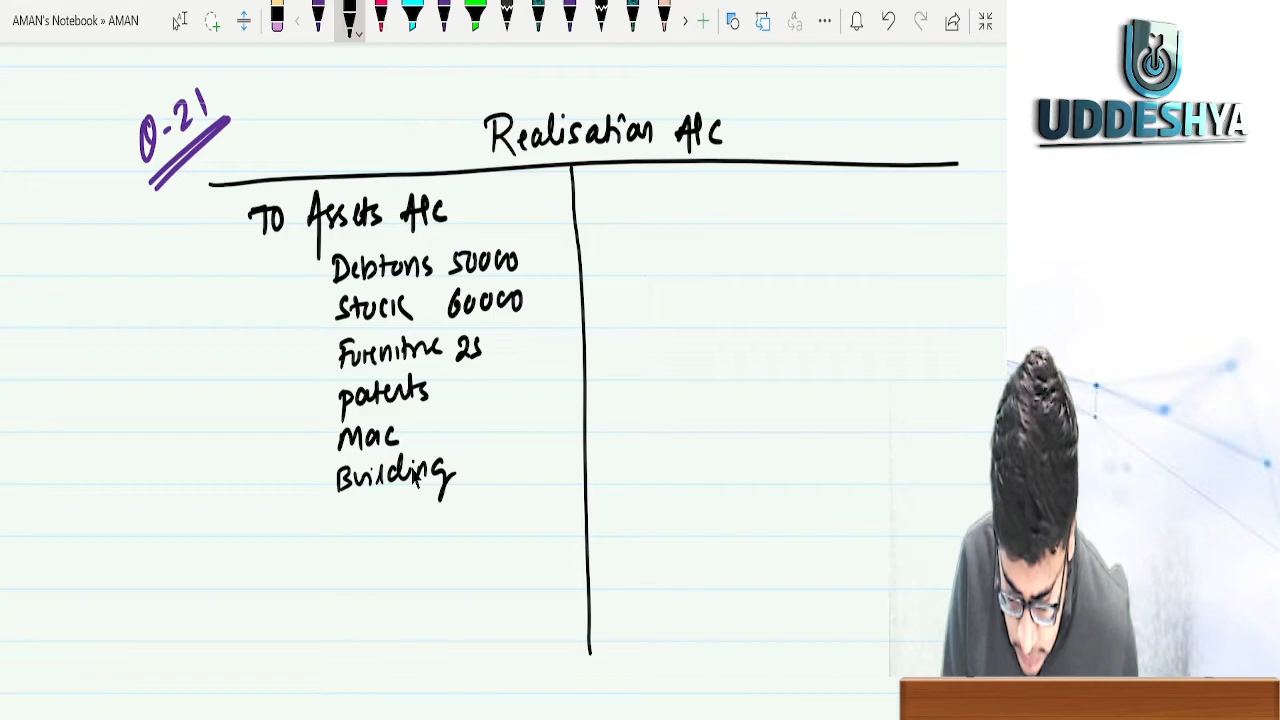 AMAN's Notebook » AMAN
UDDESHYA
Q-21
Realisation A/C
To Assets A/C
Debtors 50000
Stock 60000
Furniture 25
patents
Mac
Building